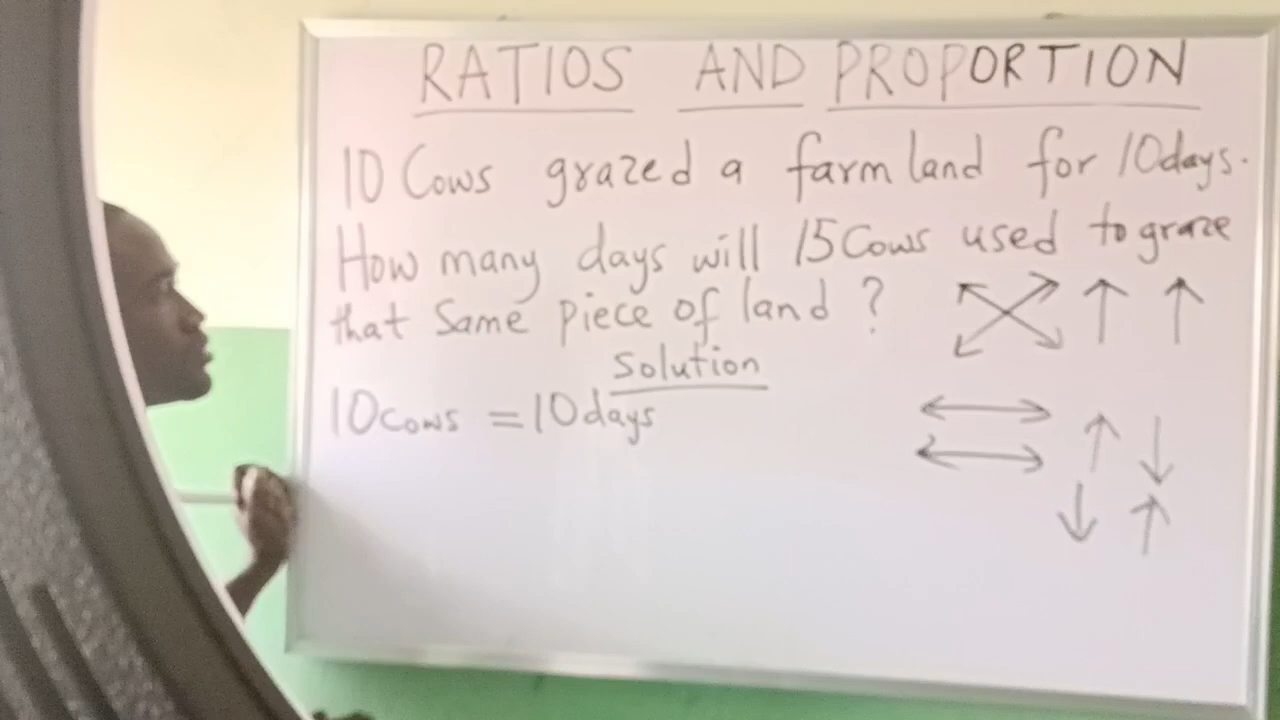 RATIOS AND PROPORTION
10 Cows grazed a farm land for 10days.
How many days will 15Cows used to graze
that Same piece of land ?
Solution
10cows = 10days